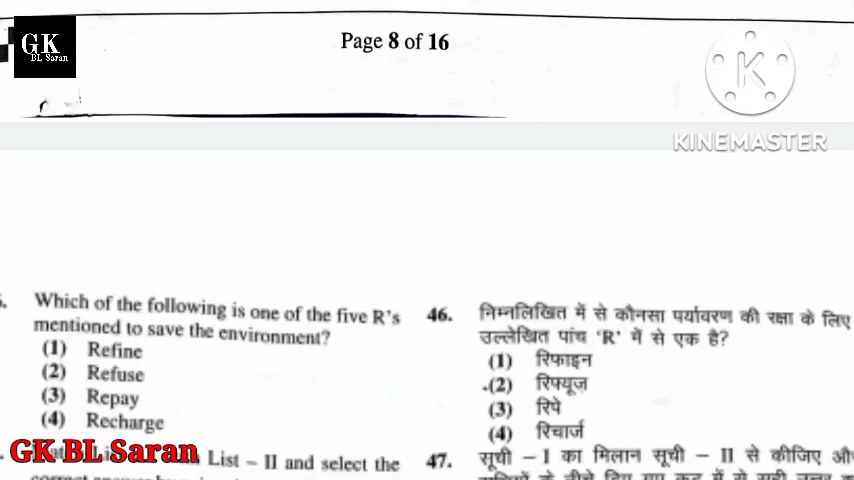 GK
BL Saran
Page 8 of 16
KINEMASTER
Which of the following is one of the five R's
mentioned to save the environment?
(1) Refine
(2) Refuse
(3) Repay
(4) Recharge
List – II and select the
46. निम्नलिखित में से कौनसा पर्यावरण की रक्षा के लिए
उल्लेखित पांच 'R' में से एक है?
(1) रिफाइन
(2) रिफ्यूज़
(3) रिपे
(4) रिचार्ज
47. सूची – I का मिलान सूची – II से कीजिए
GK BL Saran